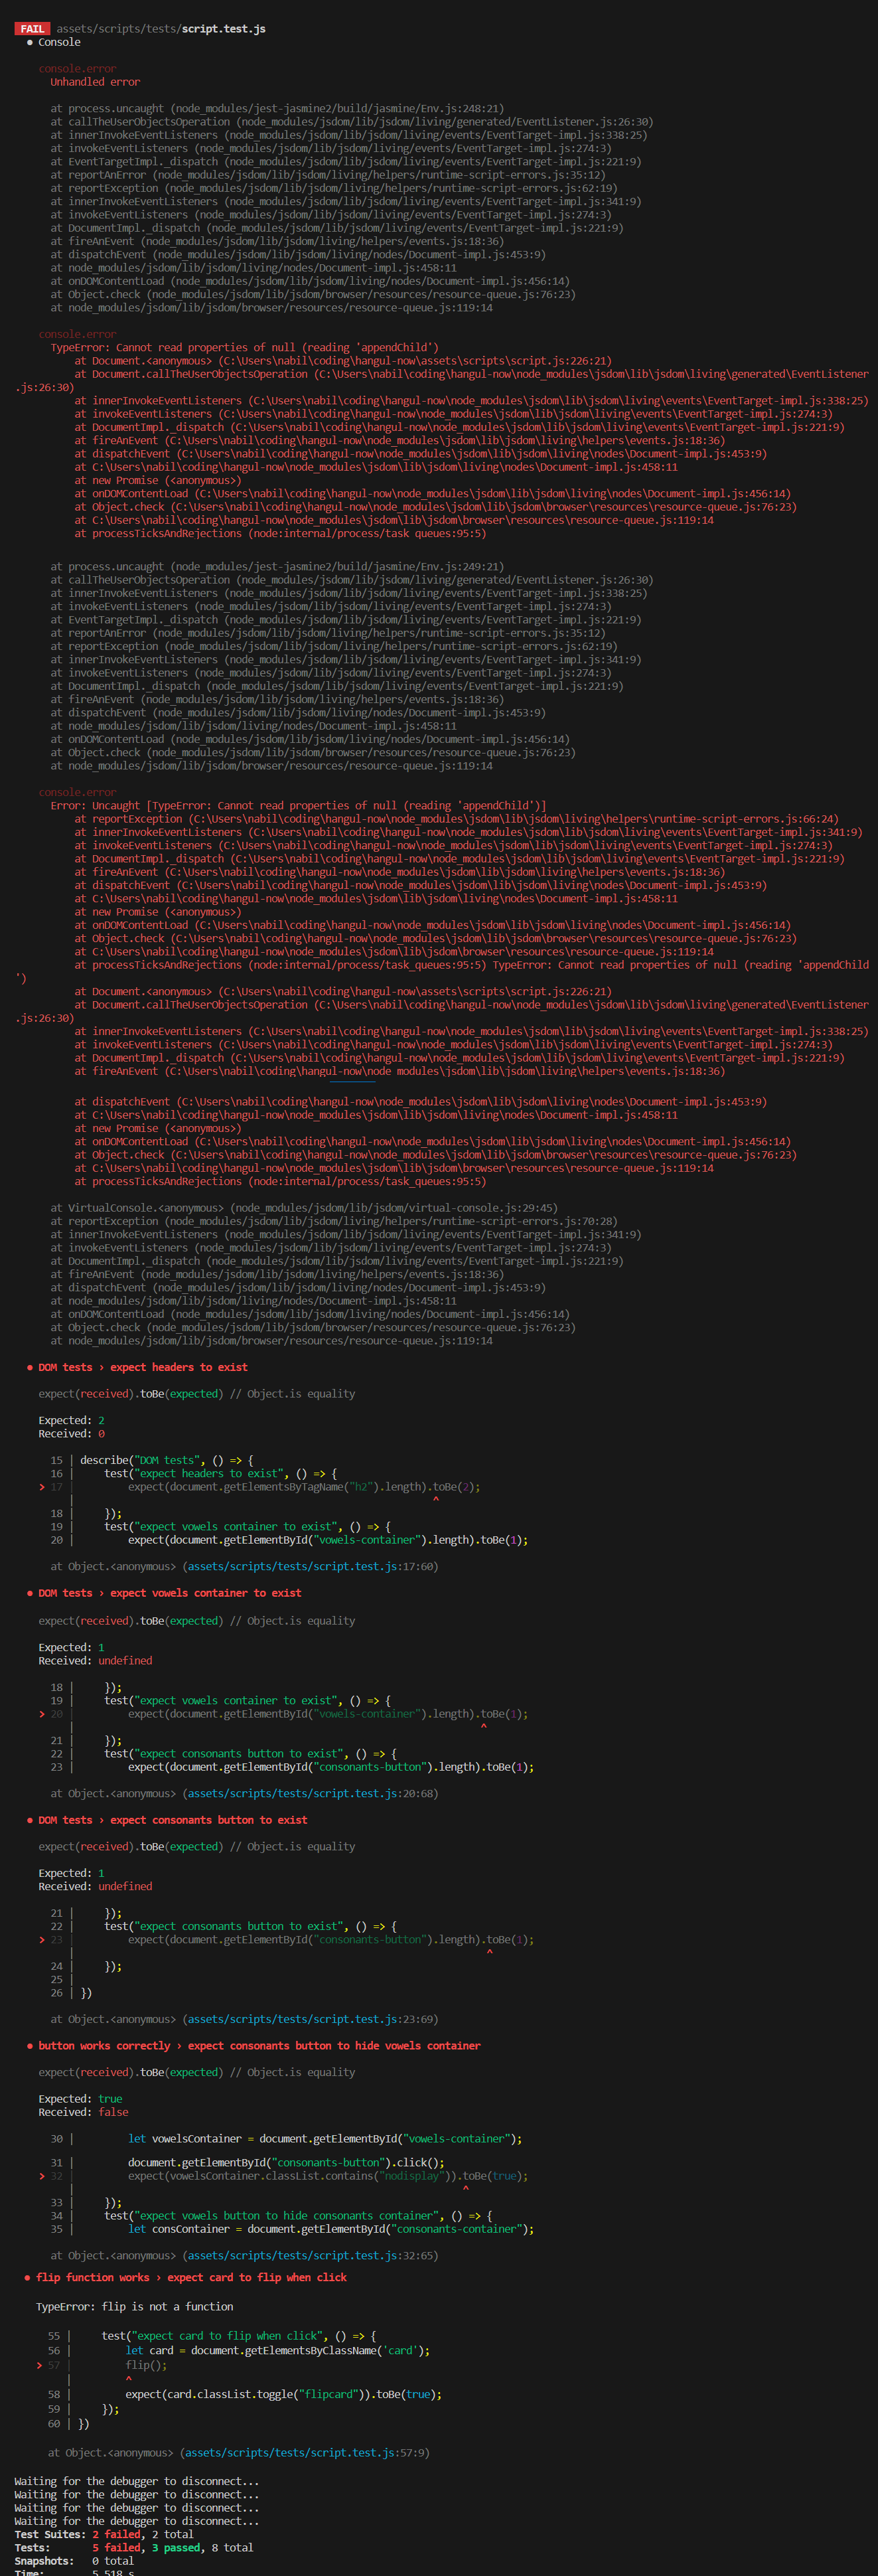 FAIL assets/scripts/tests/script.test.js
● Console
console.error
Unhandled error
at process.uncaught (node_modules/jest-jasmine2/build/jasmine/Env.js:248:21)
at callTheUserObjectsOperation (node_modules/jsdom/lib/jsdom/living/generated/EventListener.js:26:30)
at innerInvokeEventListeners (node_modules/jsdom/lib/jsdom/living/events/EventTarget-impl.js:338:25)
at invokeEventListeners (node_modules/jsdom/lib/jsdom/living/events/EventTarget-impl.js:274:3)
at EventTargetImpl._dispatch (node_modules/jsdom/lib/jsdom/living/events/EventTarget-impl.js:221:9)
at reportAnError (node_modules/jsdom/lib/jsdom/living/helpers/runtime-script-errors.js:35:12)
at reportException (node_modules/jsdom/lib/jsdom/living/helpers/runtime-script-errors.js:62:19)
at innerInvokeEventListeners (node_modules/jsdom/lib/jsdom/living/events/EventTarget-impl.js:341:9)
at invokeEventListeners (node_modules/jsdom/lib/jsdom/living/events/EventTarget-impl.js:274:3)
at DocumentImpl._dispatch (node_modules/jsdom/lib/jsdom/living/events/EventTarget-impl.js:221:9)
at fireAnEvent (node_modules/jsdom/lib/jsdom/living/helpers/events.js:18:36)
at dispatchEvent (node_modules/jsdom/lib/jsdom/living/nodes/Document-impl.js:453:9)
at node_modules/jsdom/lib/jsdom/living/nodes/Document-impl.js:458:11
at onDOMContentLoad (node_modules/jsdom/lib/jsdom/living/nodes/Document-impl.js:456:14)
at Object.check (node_modules/jsdom/lib/jsdom/browser/resources/resource-queue.js:76:23)
at node_modules/jsdom/lib/jsdom/browser/resources/resource-queue.js:119:14
console.error
TypeError: Cannot read properties of null (reading 'appendChild')
at Document.<anonymous> (C:\Users\nabil\coding\hangul-now\assets\scripts\script.js:226:21)
at Document.callTheUserObjectsOperation (C:\Users\nabil\coding\hangul-now\node_modules\jsdom\lib\jsdom\living\generated\EventListener
.js:26:30)
at innerInvokeEventListeners (C:\Users\nabil\coding\hangul-now\node_modules\jsdom\lib\jsdom\living\events\EventTarget-impl.js:338:25)
at invokeEventListeners (C:\Users\nabil\coding\hangul-now\node_modules\jsdom\lib\jsdom\living\events\EventTarget-impl.js:274:3)
at DocumentImpl._dispatch (C:\Users\nabil\coding\hangul-now\node_modules\jsdom\lib\jsdom\living\events\EventTarget-impl.js:221:9)
at fireAnEvent (C:\Users\nabil\coding\hangul-now\node_modules\jsdom\lib\jsdom\living\helpers\events.js:18:36)
at dispatchEvent (C:\Users\nabil\coding\hangul-now\node_modules\jsdom\lib\jsdom\living\nodes\Document-impl.js:453:9)
at C:\Users\nabil\coding\hangul-now\node_modules\jsdom\lib\jsdom\living\nodes\Document-impl.js:458:11
at new Promise (<anonymous>)
at onDOMContentLoad (C:\Users\nabil\coding\hangul-now\node_modules\jsdom\lib\jsdom\living\nodes\Document-impl.js:456:14)
at Object.check (C:\Users\nabil\coding\hangul-now\node_modules\jsdom\lib\jsdom\browser\resources\resource-queue.js:76:23)
at C:\Users\nabil\coding\hangul-now\node_modules\jsdom\lib\jsdom\browser\resources\resource-queue.js:119:14
at processTicksAndRejections (node:internal/process/task_queues:95:5)
at process.uncaught (node_modules/jest-jasmine2/build/jasmine/Env.js:249:21)
at callTheUserObjectsOperation (node_modules/jsdom/lib/jsdom/living/generated/EventListener.js:26:30)
at innerInvokeEventListeners (node_modules/jsdom/lib/jsdom/living/events/EventTarget-impl.js:338:25)
at invokeEventListeners (node_modules/jsdom/lib/jsdom/living/events/EventTarget-impl.js:274:3)
at EventTargetImpl._dispatch (node_modules/jsdom/lib/jsdom/living/events/EventTarget-impl.js:221:9)
at reportAnError (node_modules/jsdom/lib/jsdom/living/helpers/runtime-script-errors.js:35:12)
at reportException (node_modules/jsdom/lib/jsdom/living/helpers/runtime-script-errors.js:62:19)
at innerInvokeEventListeners (node_modules/jsdom/lib/jsdom/living/events/EventTarget-impl.js:341:9)
at invokeEventListeners (node_modules/jsdom/lib/jsdom/living/events/EventTarget-impl.js:274:3)
at DocumentImpl._dispatch (node_modules/jsdom/lib/jsdom/living/events/EventTarget-impl.js:221:9)
at fireAnEvent (node_modules/jsdom/lib/jsdom/living/helpers/events.js:18:36)
at dispatchEvent (node_modules/jsdom/lib/jsdom/living/nodes/Document-impl.js:453:9)
at node_modules/jsdom/lib/jsdom/living/nodes/Document-impl.js:458:11
at onDOMContentLoad (node_modules/jsdom/lib/jsdom/living/nodes/Document-impl.js:456:14)
at Object.check (node_modules/jsdom/lib/jsdom/browser/resources/resource-queue.js:76:23)
at node_modules/jsdom/lib/jsdom/browser/resources/resource-queue.js:119:14
console.error
Error: Uncaught [TypeError: Cannot read properties of null (reading 'appendChild')]
at reportException (C:\Users\nabil\coding\hangul-now\node_modules\jsdom\lib\jsdom\living\helpers\runtime-script-errors.js:66:24)
at innerInvokeEventListeners (C:\Users\nabil\coding\hangul-now\node_modules\jsdom\lib\jsdom\living\events\EventTarget-impl.js:341:9)
at invokeEventListeners (C:\Users\nabil\coding\hangul-now\node_modules\jsdom\lib\jsdom\living\events\EventTarget-impl.js:274:3)
at DocumentImpl._dispatch (C:\Users\nabil\coding\hangul-now\node_modules\jsdom\lib\jsdom\living\events\EventTarget-impl.js:221:9)
at fireAnEvent (C:\Users\nabil\coding\hangul-now\node_modules\jsdom\lib\jsdom\living\helpers\events.js:18:36)
at dispatchEvent (C:\Users\nabil\coding\hangul-now\node_modules\jsdom\lib\jsdom\living\nodes\Document-impl.js:453:9)
at C:\Users\nabil\coding\hangul-now\node_modules\jsdom\lib\jsdom\living\nodes\Document-impl.js:458:11
at new Promise (<anonymous>)
at onDOMContentLoad (C:\Users\nabil\coding\hangul-now\node_modules\jsdom\lib\jsdom\living\nodes\Document-impl.js:456:14)
at Object.check (C:\Users\nabil\coding\hangul-now\node_modules\jsdom\lib\jsdom\browser\resources\resource-queue.js:76:23)
at C:\Users\nabil\coding\hangul-now\node_modules\jsdom\lib\jsdom\browser\resources\resource-queue.js:119:14
at processTicksAndRejections (node:internal/process/task_queues:95:5) TypeError: Cannot read properties of null (reading 'appendChild
')
at Document.<anonymous> (C:\Users\nabil\coding\hangul-now\assets\scripts\script.js:226:21)
at Document.callTheUserObjectsOperation (C:\Users\nabil\coding\hangul-now\node_modules\jsdom\lib\jsdom\living\generated\EventListener
.js:26:30)
at innerInvokeEventListeners (C:\Users\nabil\coding\hangul-now\node_modules\jsdom\lib\jsdom\living\events\EventTarget-impl.js:338:25)
at invokeEventListeners (C:\Users\nabil\coding\hangul-now\node_modules\jsdom\lib\jsdom\living\events\EventTarget-impl.js:274:3)
at DocumentImpl._dispatch (C:\Users\nabil\coding\hangul-now\node_modules\jsdom\lib\jsdom\living\events\EventTarget-impl.js:221:9)
at fireAnEvent (C:\Users\nabil\coding\hangul-now\node modules\jsdom\lib\jsdom\living\helpers\events.js:18:36)
at dispatchEvent (C:\Users\nabil\coding\hangul-now\node_modules\jsdom\lib\jsdom\living\nodes\Document-impl.js:453:9)
at C:\Users\nabil\coding\hangul-now\node_modules\jsdom\lib\jsdom\living\nodes\Document-impl.js:458:11
at new Promise (<anonymous>)
at onDOMContentLoad (C:\Users\nabil\coding\hangul-now\node_modules\jsdom\lib\jsdom\living\nodes\Document-impl.js:456:14)
at Object.check (C:\Users\nabil\coding\hangul-now\node_modules\jsdom\lib\jsdom\browser\resources\resource-queue.js:76:23)
at C:\Users\nabil\coding\hangul-now\node_modules\jsdom\lib\jsdom\browser\resources\resource-queue.js:119:14
at processTicksAndRejections (node:internal/process/task_queues:95:5)
at VirtualConsole.<anonymous> (node_modules/jsdom/lib/jsdom/virtual-console.js:29:45)
at reportException (node_modules/jsdom/lib/jsdom/living/helpers/runtime-script-errors.js:70:28)
at innerInvokeEventListeners (node_modules/jsdom/lib/jsdom/living/events/EventTarget-impl.js:341:9)
at invokeEventListeners (node_modules/jsdom/lib/jsdom/living/events/EventTarget-impl.js:274:3)
at DocumentImpl._dispatch (node_modules/jsdom/lib/jsdom/living/events/EventTarget-impl.js:221:9)
at fireAnEvent (node_modules/jsdom/lib/jsdom/living/helpers/events.js:18:36)
at dispatchEvent (node_modules/jsdom/lib/jsdom/living/nodes/Document-impl.js:453:9)
at node_modules/jsdom/lib/jsdom/living/nodes/Document-impl.js:458:11
at onDOMContentLoad (node_modules/jsdom/lib/jsdom/living/nodes/Document-impl.js:456:14)
at Object.check (node_modules/jsdom/lib/jsdom/browser/resources/resource-queue.js:76:23)
at node_modules/jsdom/lib/jsdom/browser/resources/resource-queue.js:119:14
● DOM tests › expect headers to exist
expect(received).toBe(expected) // Object.is equality
Expected: 2
Received: 0
15 | describe("DOM tests", () => {
16 | test("expect headers to exist", () => {
> 17 | expect(document.getElementsByTagName("h2").length).toBe(2);
| ^
18 | });
19 | test("expect vowels container to exist", () => {
20 | expect(document.getElementById("vowels-container").length).toBe(1);
at Object.<anonymous> (assets/scripts/tests/script.test.js:17:60)
● DOM tests › expect vowels container to exist
expect(received).toBe(expected) // Object.is equality
Expected: 1
Received: undefined
18 | });
19 | test("expect vowels container to exist", () => {
> 20 | expect(document.getElementById("vowels-container").length).toBe(1);
| ^
21 | });
22 | test("expect consonants button to exist", () => {
23 | expect(document.getElementById("consonants-button").length).toBe(1);
at Object.<anonymous> (assets/scripts/tests/script.test.js:20:68)
● DOM tests › expect consonants button to exist
expect(received).toBe(expected) // Object.is equality
Expected: 1
Received: undefined
21 | });
22 | test("expect consonants button to exist", () => {
> 23 | expect(document.getElementById("consonants-button").length).toBe(1);
| ^
24 | });
25 |
26 | })
at Object.<anonymous> (assets/scripts/tests/script.test.js:23:69)
● button works correctly › expect consonants button to hide vowels container
expect(received).toBe(expected) // Object.is equality
Expected: true
Received: false
30 | let vowelsContainer = document.getElementById("vowels-container");
31 | document.getElementById("consonants-button").click();
> 32 | expect(vowelsContainer.classList.contains("nodisplay")).toBe(true);
| ^
33 | });
34 | test("expect vowels button to hide consonants container", () => {
35 | let consContainer = document.getElementById("consonants-container");
at Object.<anonymous> (assets/scripts/tests/script.test.js:32:65)
● flip function works › expect card to flip when click
TypeError: flip is not a function
55 | test("expect card to flip when click", () => {
56 | let card = document.getElementsByClassName('card');
> 57 | flip();
| ^
58 | expect(card.classList.toggle("flipcard")).toBe(true);
59 | });
60 | })
at Object.<anonymous> (assets/scripts/tests/script.test.js:57:9)
Waiting for the debugger to disconnect...
Waiting for the debugger to disconnect...
Waiting for the debugger to disconnect...
Waiting for the debugger to disconnect...
Test Suites: 2 failed, 2 total
Tests: 5 failed, 3 passed, 8 total
Snapshots: 0 total
Time: 5.518 s